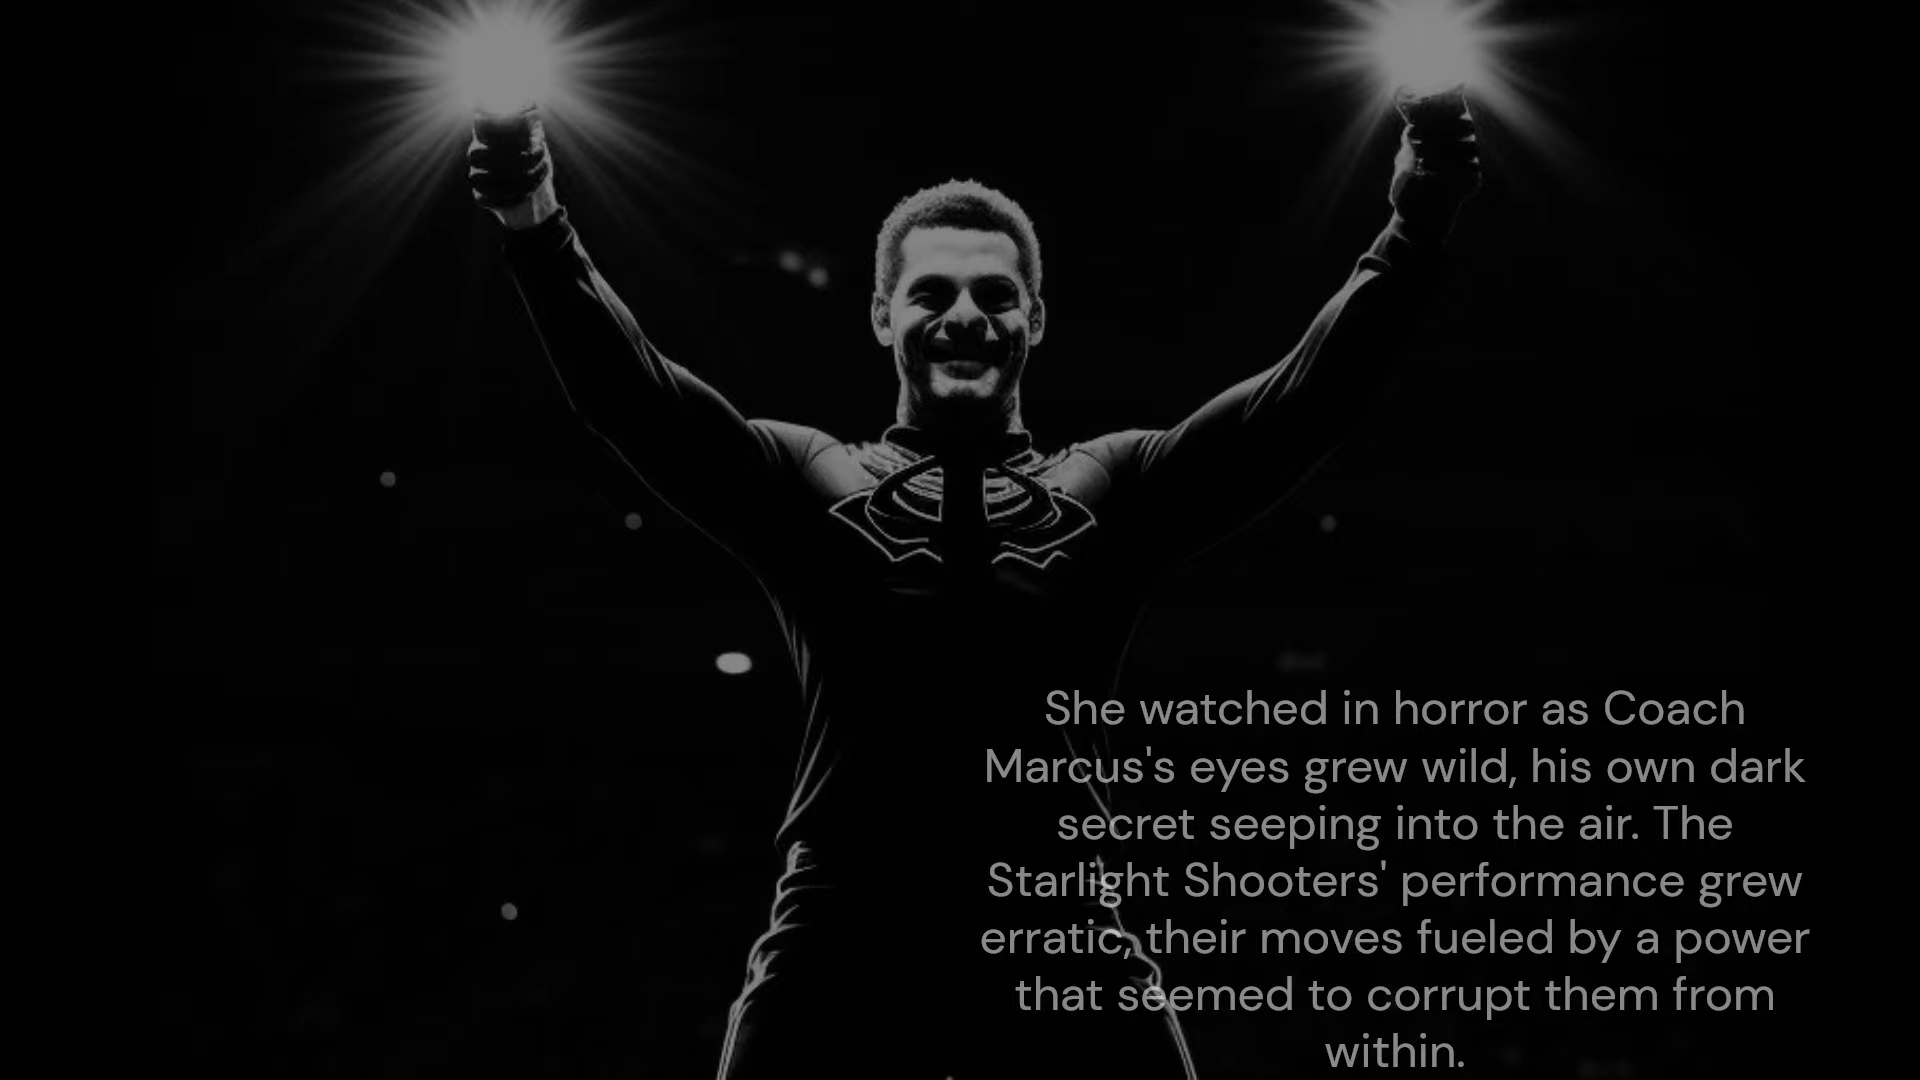 She watched in horror as Coach
Marcus's eyes grew wild, his own dark
secret seeping into the air. The
Starlight Shooters' performance grew
erratic, their moves fueled by a power
that seemed to corrupt them from
within.